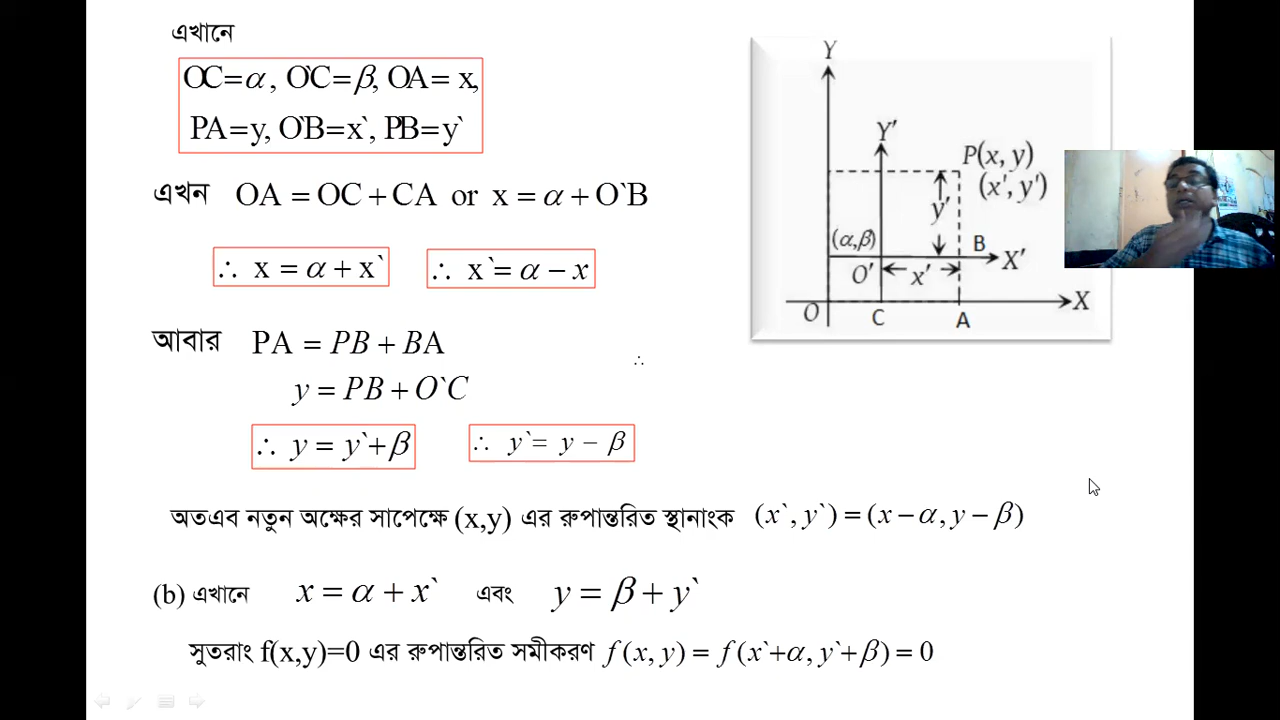 এখানে
OC=α, O`C=β, OA= x,
PA=y, O`B=x`, PB=y`
এখন OA = OC + CA or x = α + O`B
∴ x = α + x` ∴ x`= α − x
আবার PA = PB + BA
∴
y = PB + O`C
∴ y = y`+ β ∴ y`= y − β
অতএব নতুন অক্ষের সাপেক্ষে (x,y) এর রুপান্তরিত স্থানাংক (x`, y`) = (x − α, y − β)
(b) এখানে x = α + x` এবং y = β + y`
সুতরাং f(x,y)=0 এর রুপান্তরিত সমীকরণ f (x, y) = f (x`+α, y`+ β) = 0
Y
Y′
P(x, y)
(x′, y′)
y′
(α,β)
B
X′
O′
x′
O
C
A
X